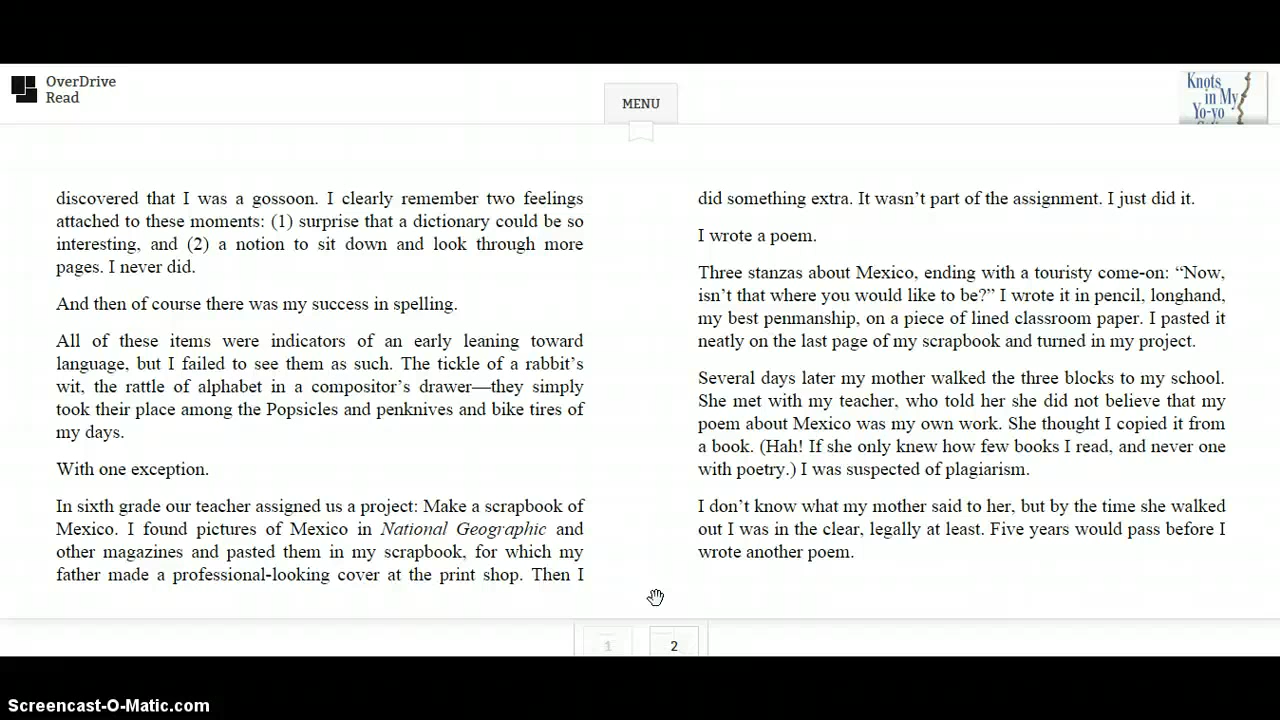 OverDrive
Read
MENU
Knots
in My
Yo-yo
discovered that I was a gossoon. I clearly remember two feelings
attached to these moments: (1) surprise that a dictionary could be so
interesting, and (2) a notion to sit down and look through more
pages. I never did.
And then of course there was my success in spelling.
All of these items were indicators of an early leaning toward
language, but I failed to see them as such. The tickle of a rabbit’s
wit, the rattle of alphabet in a compositor’s drawer—they simply
took their place among the Popsicles and penknives and bike tires of
my days.
With one exception.
In sixth grade our teacher assigned us a project: Make a scrapbook of
Mexico. I found pictures of Mexico in National Geographic and
other magazines and pasted them in my scrapbook, for which my
father made a professional-looking cover at the print shop. Then I
did something extra. It wasn’t part of the assignment. I just did it.
I wrote a poem.
Three stanzas about Mexico, ending with a touristy come-on: “Now,
isn’t that where you would like to be?” I wrote it in pencil, longhand,
my best penmanship, on a piece of lined classroom paper. I pasted it
neatly on the last page of my scrapbook and turned in my project.
Several days later my mother walked the three blocks to my school.
She met with my teacher, who told her she did not believe that my
poem about Mexico was my own work. She thought I copied it from
a book. (Hah! If she only knew how few books I read, and never one
with poetry.) I was suspected of plagiarism.
I don’t know what my mother said to her, but by the time she walked
out I was in the clear, legally at least. Five years would pass before I
wrote another poem.
1
2
Screencast-O-Matic.com